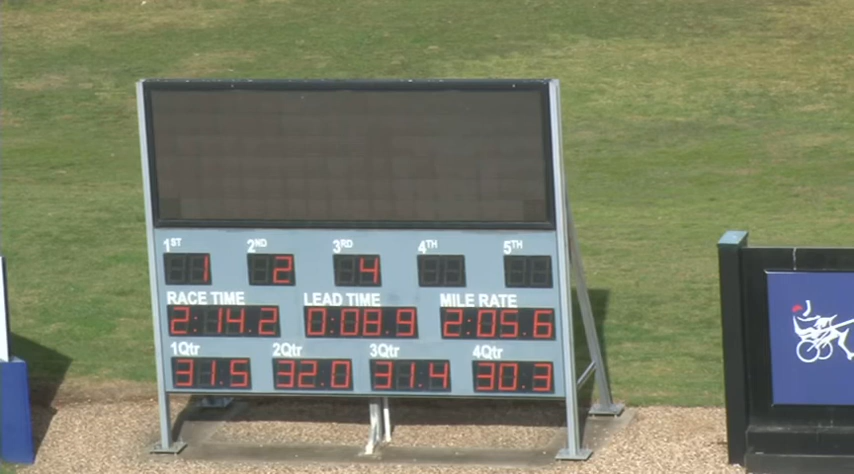 1ST 2ND 3RD 4TH 5TH
1 2 4
RACE TIME LEAD TIME MILE RATE
2:14.2 0:08.9 2:05.6
1Qtr 2Qtr 3Qtr 4Qtr
31.5 32.0 31.4 30.3